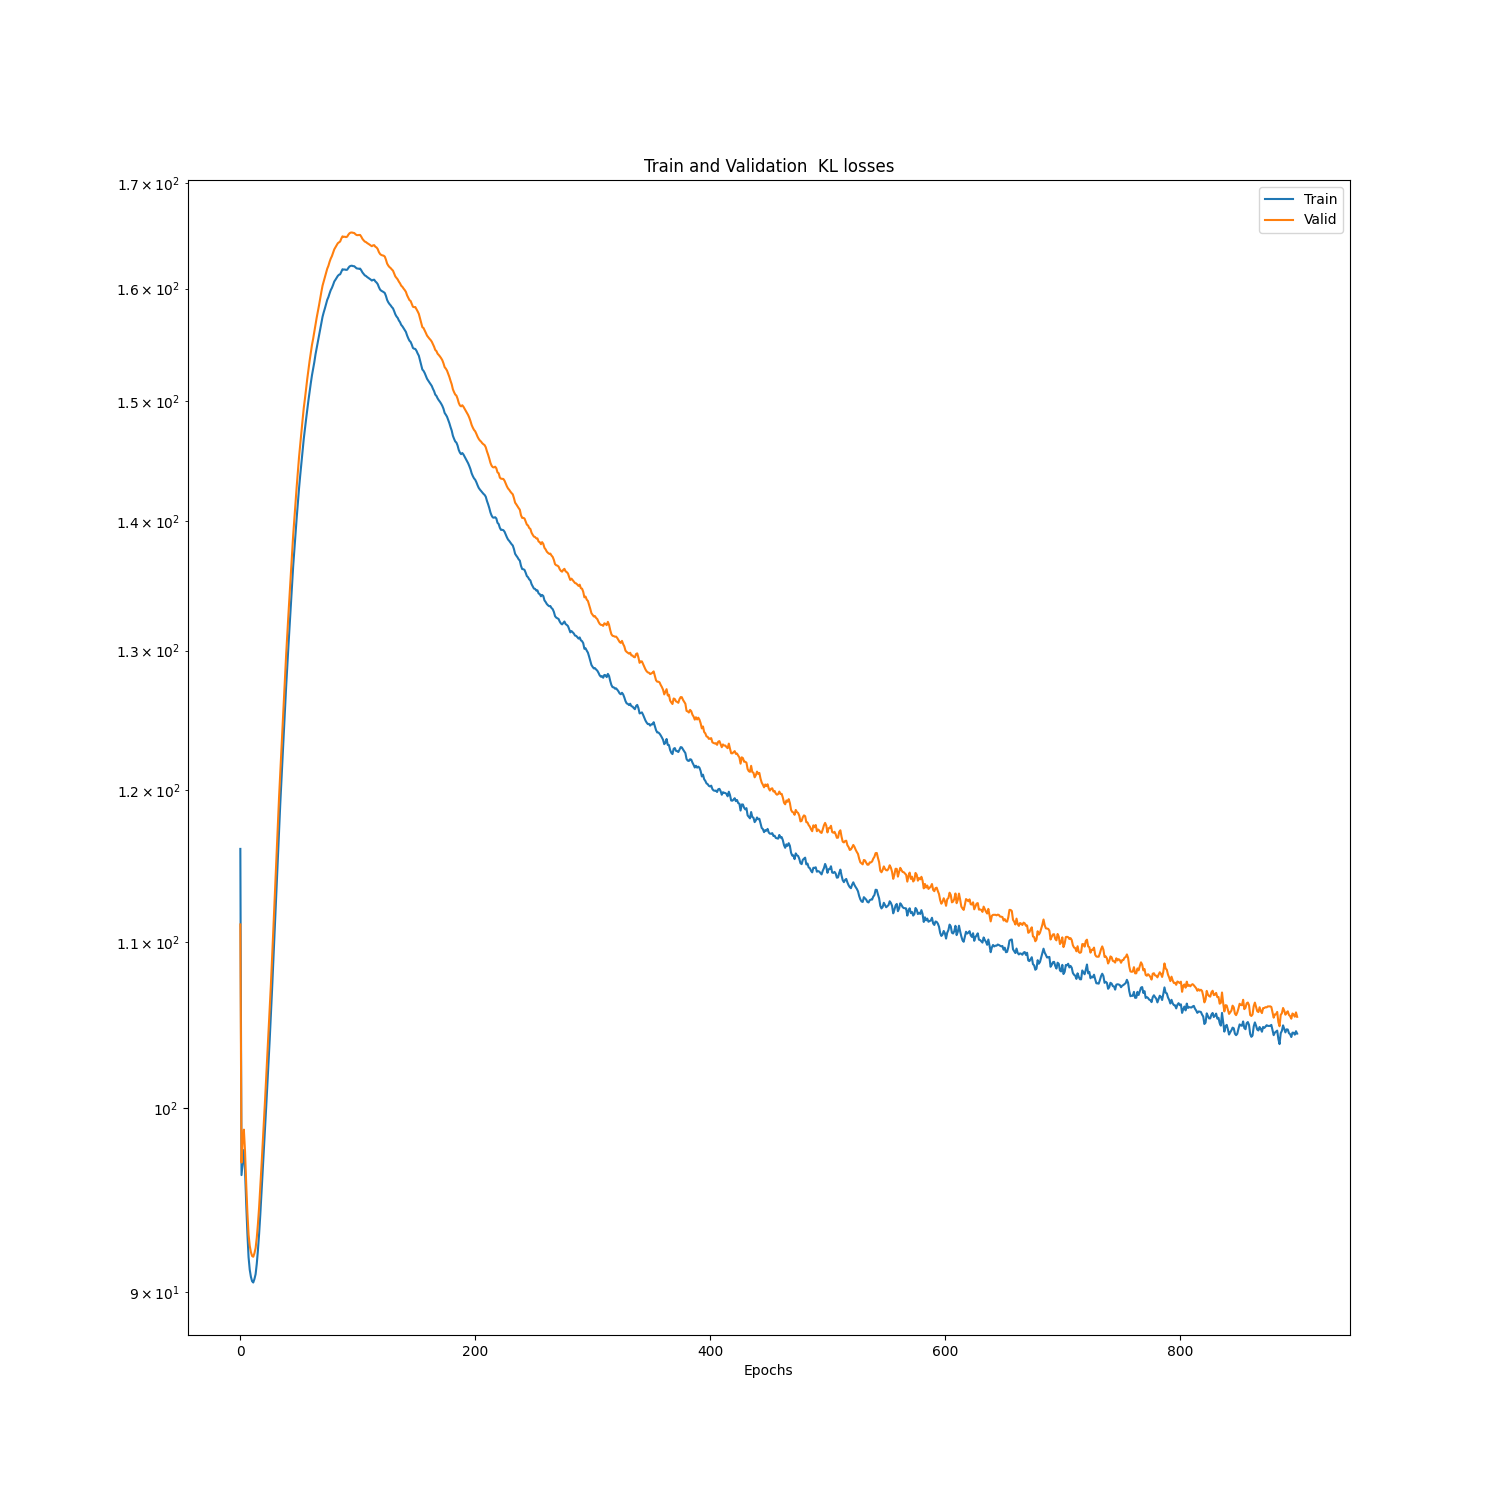 Train and Validation  KL losses
Train
Valid
1.7 × 10²
1.6 × 10²
1.5 × 10²
1.4 × 10²
1.3 × 10²
1.2 × 10²
1.1 × 10²
10²
9 × 10¹
0 200 400 600 800
Epochs